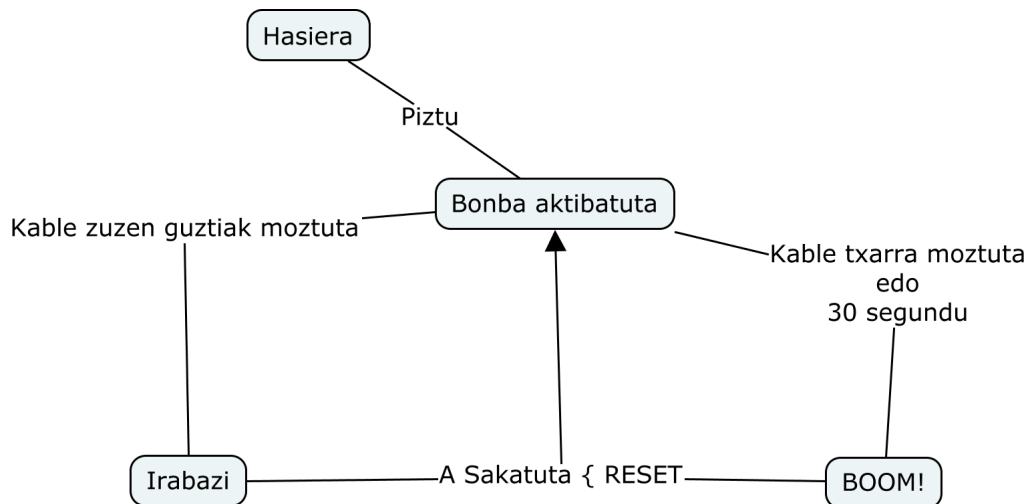 Hasiera
Piztu
Bonba aktibatuta
Kable zuzen guztiak moztuta
Kable txarra moztuta
edo
30 segundu
Irabazi
A Sakatuta { RESET
BOOM!